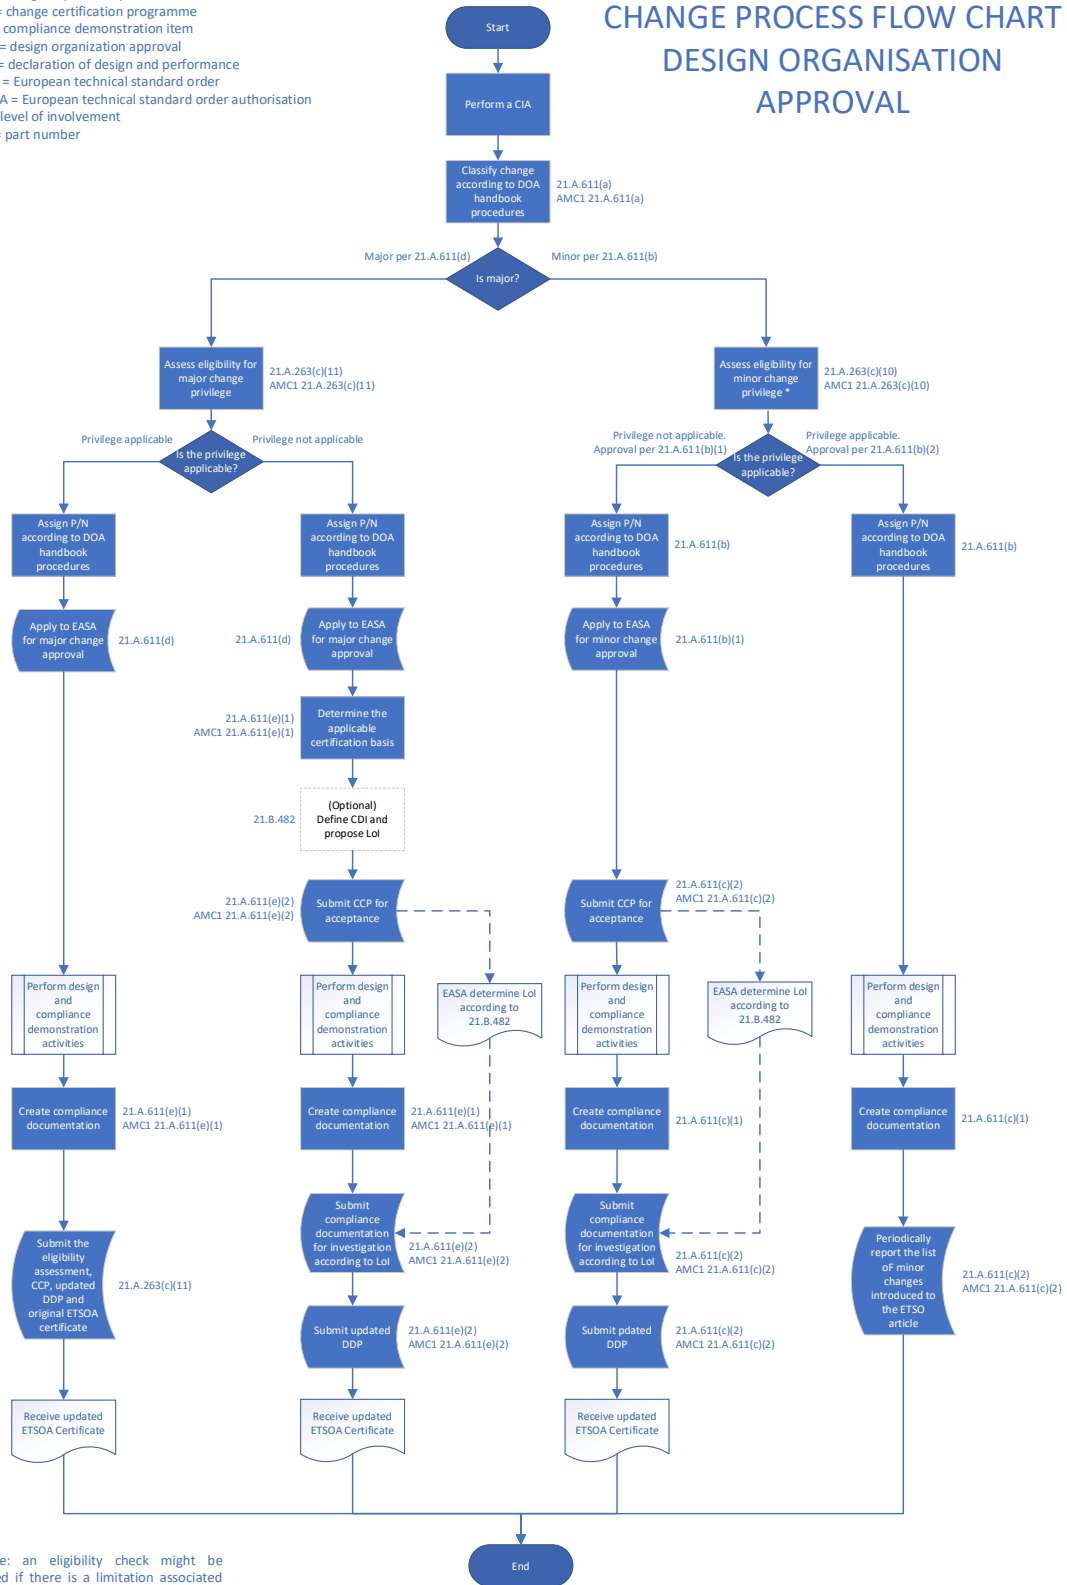 = change certification programme
compliance demonstration item
= design organization approval
= declaration of design and performance
= European technical standard order
A = European technical standard order authorisation
level of involvement
= part number
CHANGE PROCESS FLOW CHART
DESIGN ORGANISATION
APPROVAL
Start
Perform a CIA
Classify change
according to DOA
handbook
procedures
21.A.611(a)
AMC1 21.A.611(a)
Major per 21.A.611(d)
Minor per 21.A.611(b)
Is major?
Assess eligibility for
major change
privilege
21.A.263(c)(11)
AMC1 21.A.263(c)(11)
Assess eligibility for
minor change
privilege *
21.A.263(c)(10)
AMC1 21.A.263(c)(10)
Privilege applicable
Privilege not applicable
Is the privilege
applicable?
Privilege not applicable.
Approval per 21.A.611(b)(1)
Privilege applicable.
Approval per 21.A.611(b)(2)
Is the privilege
applicable?
Assign P/N
according to DOA
handbook
procedures
Assign P/N
according to DOA
handbook
procedures
Assign P/N
according to DOA
handbook
procedures
21.A.611(b)
Assign P/N
according to DOA
handbook
procedures
21.A.611(b)
Apply to EASA
for major change
approval
21.A.611(d)
21.A.611(d)
Apply to EASA
for major change
approval
Apply to EASA
for minor change
approval
21.A.611(b)(1)
21.A.611(e)(1)
AMC1 21.A.611(e)(1)
Determine the
applicable
certification basis
21.B.482
(Optional)
Define CDI and
propose LoI
21.A.611(e)(2)
AMC1 21.A.611(e)(2)
Submit CCP for
acceptance
Submit CCP for
acceptance
21.A.611(c)(2)
AMC1 21.A.611(c)(2)
Perform design
and
compliance
demonstration
activities
Perform design
and
compliance
demonstration
activities
EASA determine LoI
according to
21.B.482
Perform design
and
compliance
demonstration
activities
EASA determine LoI
according to
21.B.482
Perform design
and
compliance
demonstration
activities
Create compliance
documentation
21.A.611(e)(1)
AMC1 21.A.611(e)(1)
Create compliance
documentation
21.A.611(e)(1)
AMC1 21.A.611(e)(1)
Create compliance
documentation
21.A.611(c)(1)
Create compliance
documentation
21.A.611(c)(1)
Submit the
eligibility
assessment,
CCP, updated
DDP and
original ETSOA
certificate
21.A.263(c)(11)
Submit
compliance
documentation
for investigation
according to LoI
21.A.611(e)(2)
AMC1 21.A.611(e)(2)
Submit
compliance
documentation
for investigation
according to LoI
21.A.611(c)(2)
AMC1 21.A.611(c)(2)
Periodically
report the list
oF minor
changes
introduced to
the ETSO
article
21.A.611(c)(2)
AMC1 21.A.611(c)(2)
Submit updated
DDP
21.A.611(e)(2)
AMC1 21.A.611(e)(2)
Submit pdated
DDP
21.A.611(c)(2)
AMC1 21.A.611(c)(2)
Receive updated
ETSOA Certificate
Receive updated
ETSOA Certificate
Receive updated
ETSOA Certificate
End
e: an eligibility check might be
ed if there is a limitation associated